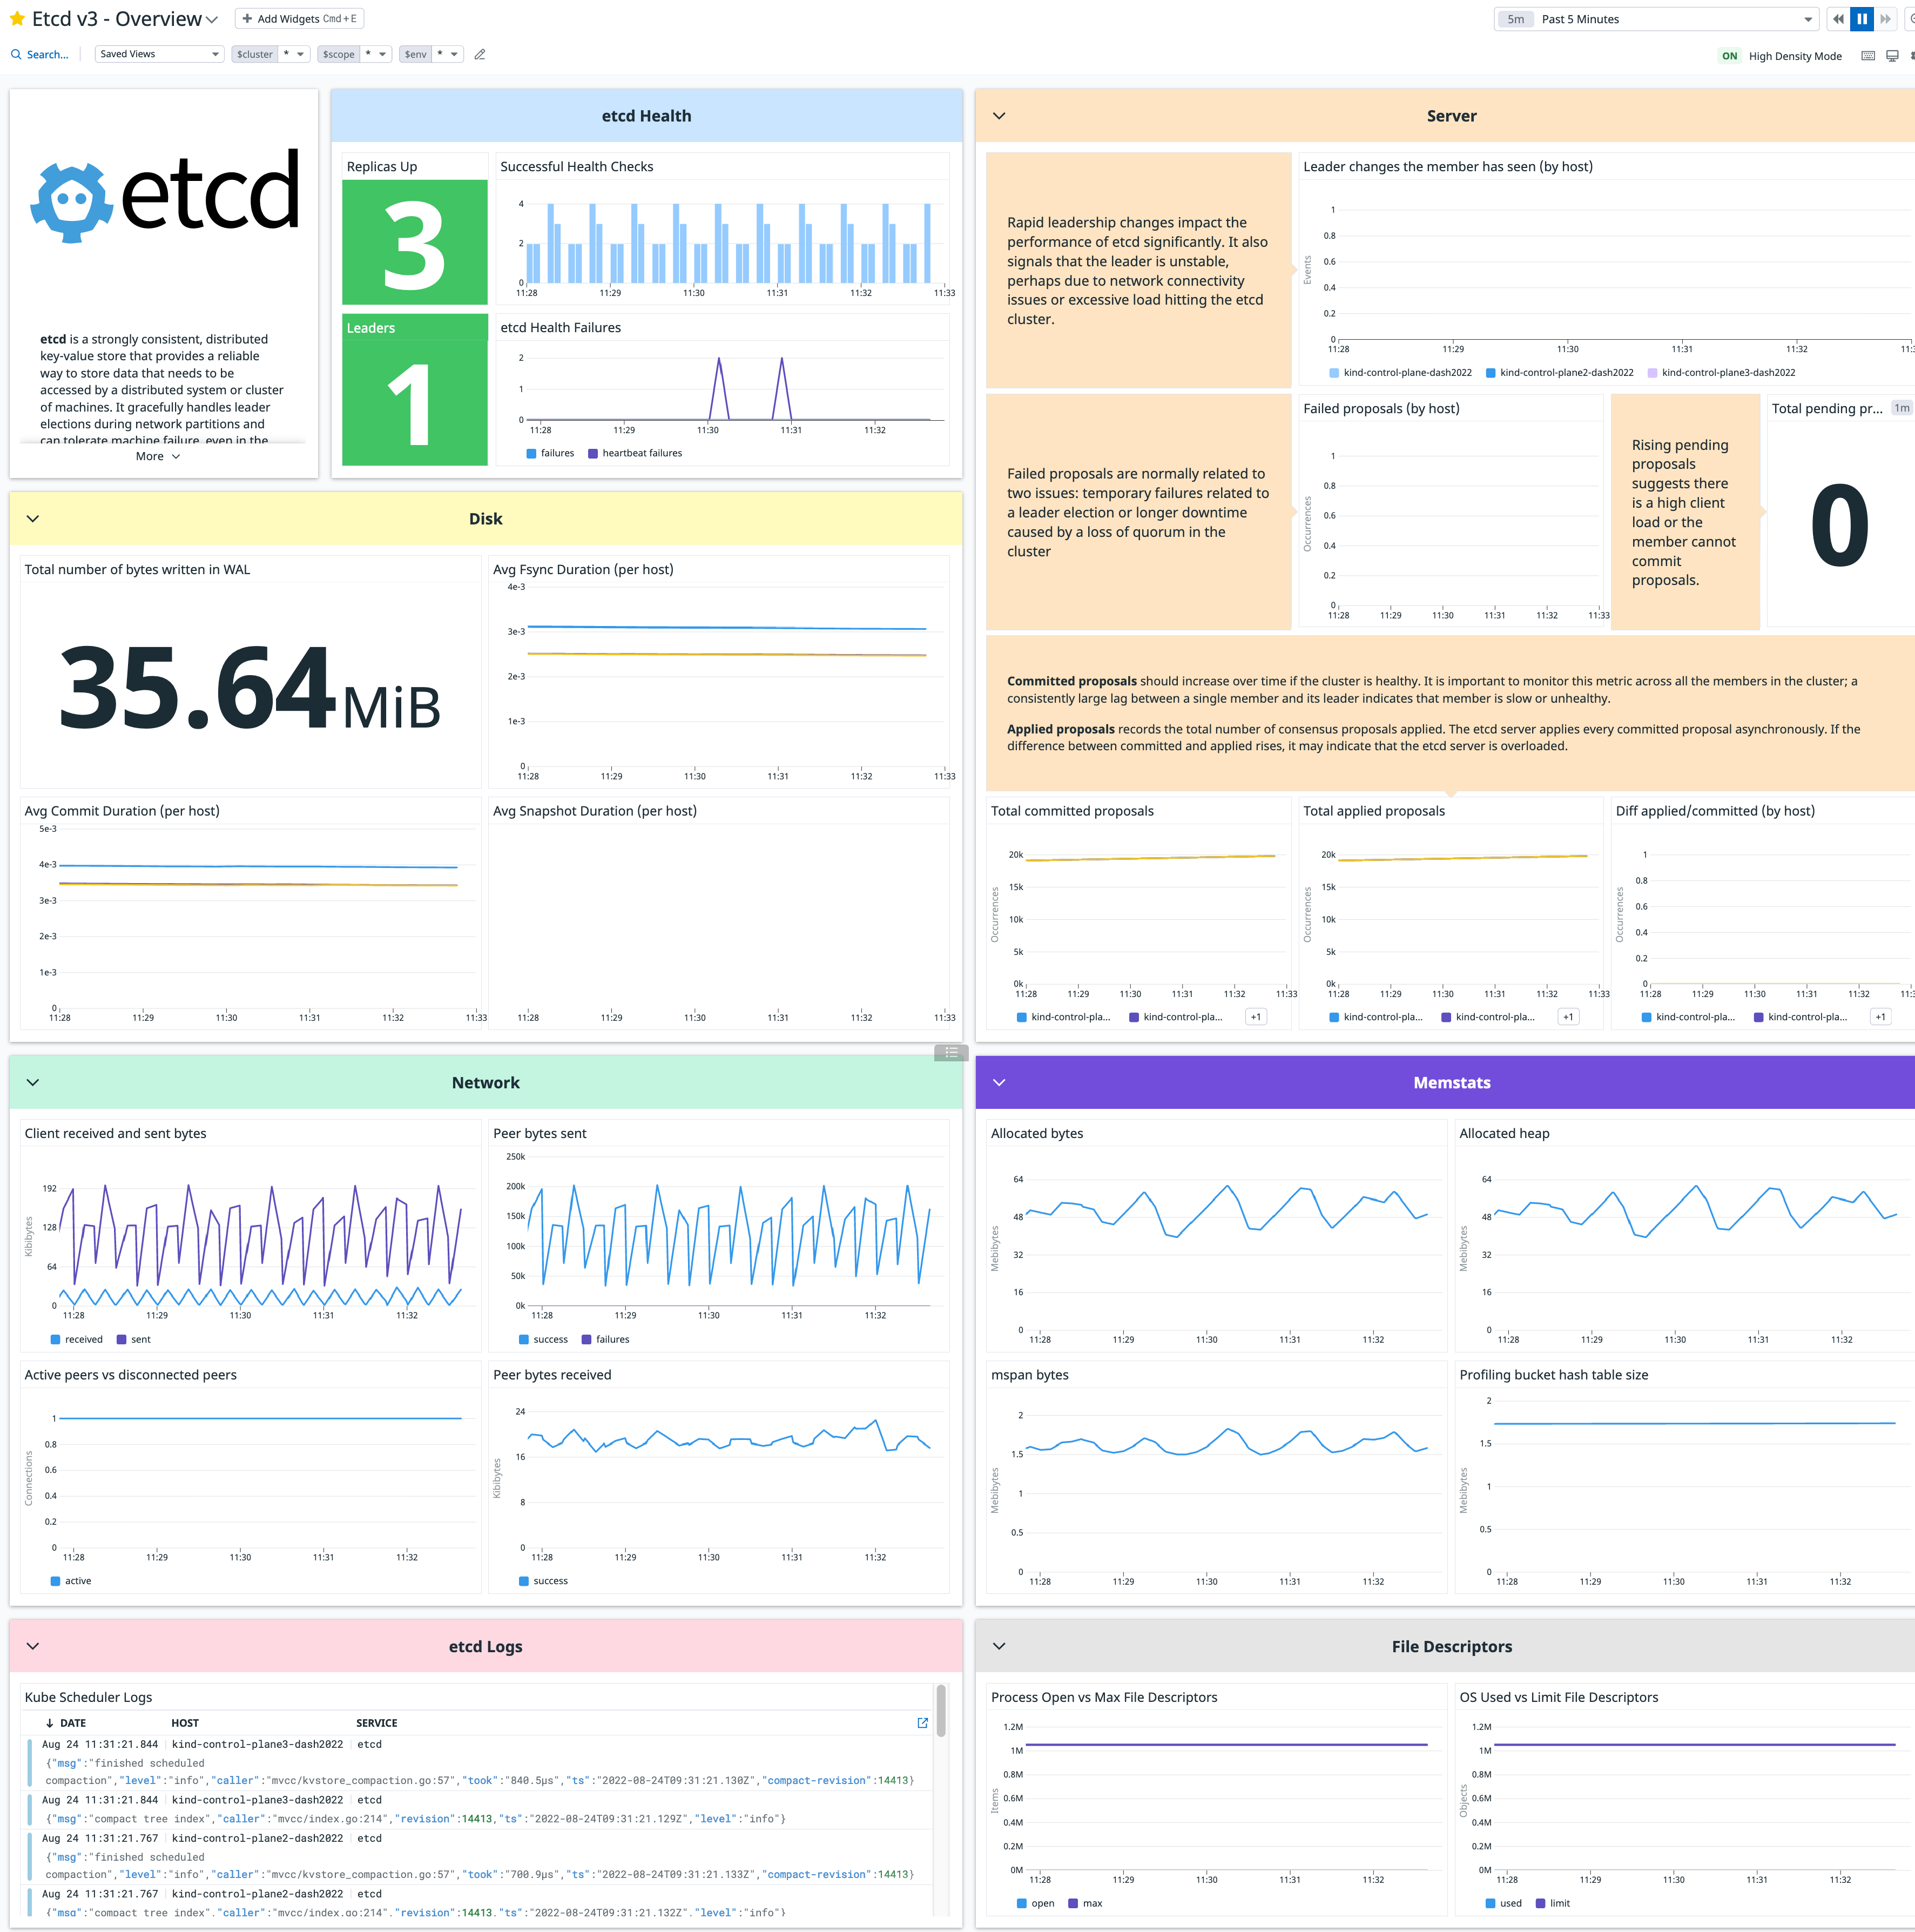 Etcd v3 - Overview
Add Widgets Cmd + E
5m Past 5 Minutes
Search...
Saved Views
$cluster *
$scope *
$env *
ON High Density Mode
etcd
etcd is a strongly consistent, distributed
key-value store that provides a reliable
way to store data that needs to be
accessed by a distributed system or cluster
of machines. It gracefully handles leader
elections during network partitions and
can tolerate machine failure, even in the
More
etcd Health
Replicas Up
3
Successful Health Checks
4
2
0
11:28 11:29 11:30 11:31 11:32 11:33
Leaders
1
etcd Health Failures
2
1
0
11:28 11:29 11:30 11:31 11:32
failures heartbeat failures
Server
Rapid leadership changes impact the
performance of etcd significantly. It also
signals that the leader is unstable,
perhaps due to network connectivity
issues or excessive load hitting the etcd
cluster.
Leader changes the member has seen (by host)
Events
1
0.8
0.6
0.4
0.2
0
11:28 11:29 11:30 11:31 11:32
kind-control-plane-dash2022 kind-control-plane2-dash2022 kind-control-plane3-dash2022
Failed proposals are normally related to
two issues: temporary failures related to
a leader election or longer downtime
caused by a loss of quorum in the
cluster
Failed proposals (by host)
Occurrences
1
0.8
0.6
0.4
0.2
0
11:28 11:29 11:30 11:31 11:32 11:33
Rising pending
proposals
suggests there
is a high client
load or the
member cannot
commit
proposals.
Total pending pr... 1m
0
Committed proposals should increase over time if the cluster is healthy. It is important to monitor this metric across all the members in the cluster; a
consistently large lag between a single member and its leader indicates that member is slow or unhealthy.
Applied proposals records the total number of consensus proposals applied. The etcd server applies every committed proposal asynchronously. If the
difference between committed and applied rises, it may indicate that the etcd server is overloaded.
Total committed proposals
Occurrences
20k
15k
10k
5k
0k
11:28 11:29 11:30 11:31 11:32 11:33
kind-control-pla... kind-control-pla... +1
Total applied proposals
Occurrences
20k
15k
10k
5k
0k
11:28 11:29 11:30 11:31 11:32 11:33
kind-control-pla... kind-control-pla... +1
Diff applied/committed (by host)
Occurrences
1
0.8
0.6
0.4
0.2
0
11:28 11:29 11:30 11:31 11:32
kind-control-pla... kind-control-pla... +1
Disk
Total number of bytes written in WAL
35.64 MiB
Avg Fsync Duration (per host)
4e-3
3e-3
2e-3
1e-3
0
11:28 11:29 11:30 11:31 11:32 11:33
Avg Commit Duration (per host)
5e-3
4e-3
3e-3
2e-3
1e-3
0
11:28 11:29 11:30 11:31 11:32 11:33
Avg Snapshot Duration (per host)
11:28 11:29 11:30 11:31 11:32 11:33
Network
Client received and sent bytes
Kibibytes
192
128
64
0
11:28 11:29 11:30 11:31 11:32
received sent
Peer bytes sent
250k
200k
150k
100k
50k
0k
11:28 11:29 11:30 11:31 11:32
success failures
Active peers vs disconnected peers
Connections
1
0.8
0.6
0.4
0.2
0
11:28 11:29 11:30 11:31 11:32
active
Peer bytes received
Kibibytes
24
16
8
0
11:28 11:29 11:30 11:31 11:32
success
Memstats
Allocated bytes
Mebibytes
64
48
32
16
0
11:28 11:29 11:30 11:31 11:32
Allocated heap
Mebibytes
64
48
32
16
0
11:28 11:29 11:30 11:31 11:32
mspan bytes
Mebibytes
2
1.5
1
0.5
0
11:28 11:29 11:30 11:31 11:32
Profiling bucket hash table size
Mebibytes
2
1.5
1
0.5
0
11:28 11:29 11:30 11:31 11:32
etcd Logs
Kube Scheduler Logs
DATE HOST SERVICE
Aug 24 11:31:21.844 kind-control-plane3-dash2022 etcd
{"msg":"finished scheduled
compaction","level":"info","caller":"mvcc/kvstore_compaction.go:57","took":"840.5µs","ts":"2022-08-24T09:31:21.130Z","compact-revision":14413}
Aug 24 11:31:21.844 kind-control-plane3-dash2022 etcd
{"msg":"compact tree index","caller":"mvcc/index.go:214","revision":14413,"ts":"2022-08-24T09:31:21.129Z","level":"info"}
Aug 24 11:31:21.767 kind-control-plane2-dash2022 etcd
{"msg":"finished scheduled
compaction","level":"info","caller":"mvcc/kvstore_compaction.go:57","took":"700.9µs","ts":"2022-08-24T09:31:21.133Z","compact-revision":14413}
Aug 24 11:31:21.767 kind-control-plane2-dash2022 etcd
{"msg":"compact tree index","caller":"mvcc/index.go:214","revision":14413,"ts":"2022-08-24T09:31:21.132Z","level":"info"}
File Descriptors
Process Open vs Max File Descriptors
Items
1.2M
1M
0.8M
0.6M
0.4M
0.2M
0M
11:28 11:29 11:30 11:31 11:32
open max
OS Used vs Limit File Descriptors
Objects
1.2M
1M
0.8M
0.6M
0.4M
0.2M
0M
11:28 11:29 11:30 11:31 11:32
used limit